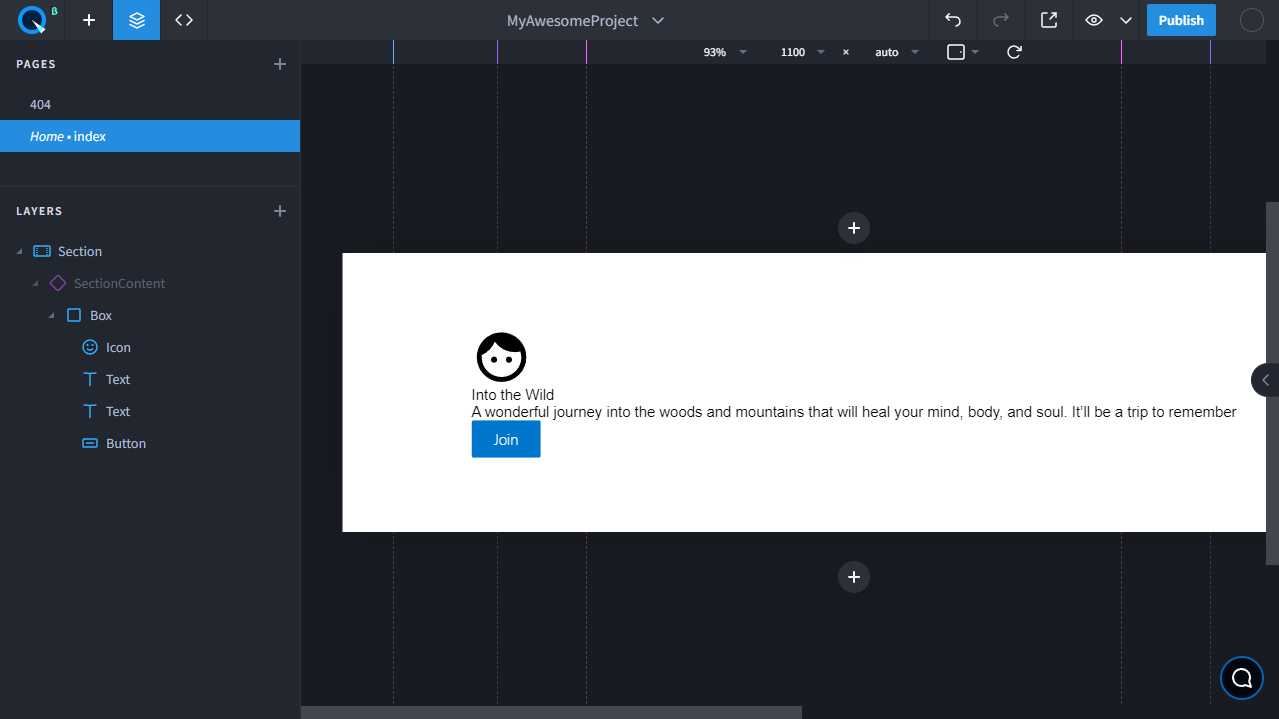 β
MyAwesomeProject
Publish
PAGES
93% 1100 × auto
404
Home • index
LAYERS
Section
SectionContent
Box
Icon
Text
Text
Button
Into the Wild
A wonderful journey into the woods and mountains that will heal your mind, body, and soul. It’ll be a trip to remember
Join